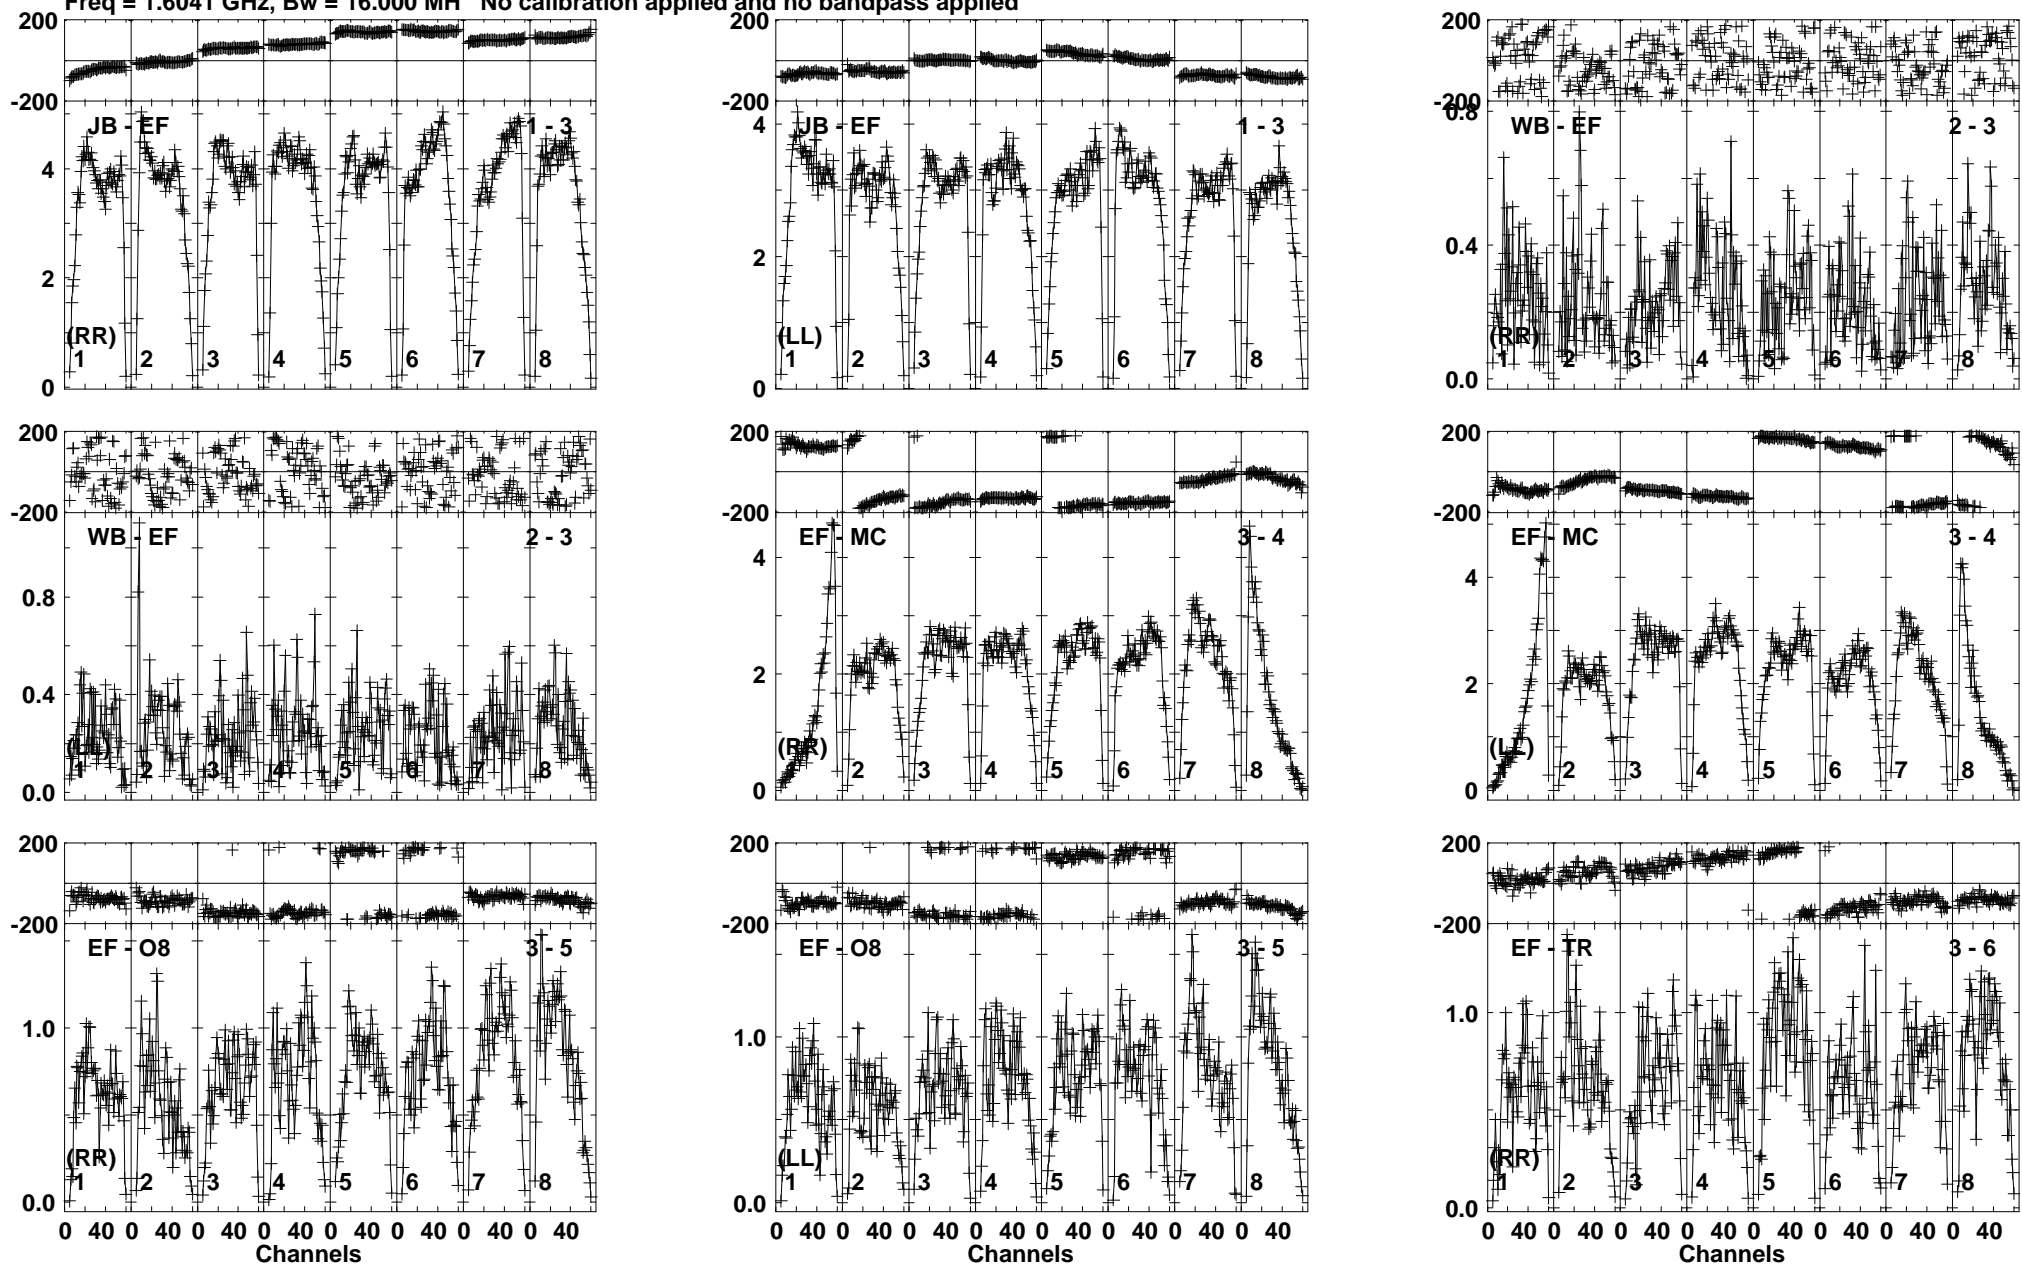 Freq = 1.6041 GHz, Bw = 16.000 MH No calibration applied and no bandpass applied
200
-200
JB - EF 1 - 3
4
2
0
(RR)
1 2 3 4 5 6 7 8
200
-200
JB - EF 1 - 3
4
2
0
(LL)
1 2 3 4 5 6 7 8
200
-200
0.8
WB - EF 2 - 3
0.4
0.0
(RR)
1 2 3 4 5 6 7 8
200
-200
WB - EF 2 - 3
0.8
0.4
0.0
(LL)
1 2 3 4 5 6 7 8
200
-200
EF - MC 3 - 4
4
2
0
(RR)
1 2 3 4 5 6 7 8
200
-200
EF - MC 3 - 4
4
2
0
(LL)
1 2 3 4 5 6 7 8
200
-200
EF - O8 3 - 5
1.0
0.0
(RR)
1 2 3 4 5 6 7 8
0 40 0 40 0 40 0 40 0 40 0 40 0 40 0 40
Channels
200
-200
EF - O8 3 - 5
1.0
0.0
(LL)
1 2 3 4 5 6 7 8
0 40 0 40 0 40 0 40 0 40 0 40 0 40 0 40
200
-200
EF - TR 3 - 6
1.0
0.0
(RR)
1 2 3 4 5 6 7 8
0 40 0 40 0 40 0 40 0 40 0 40 0 40 0 40
Channels